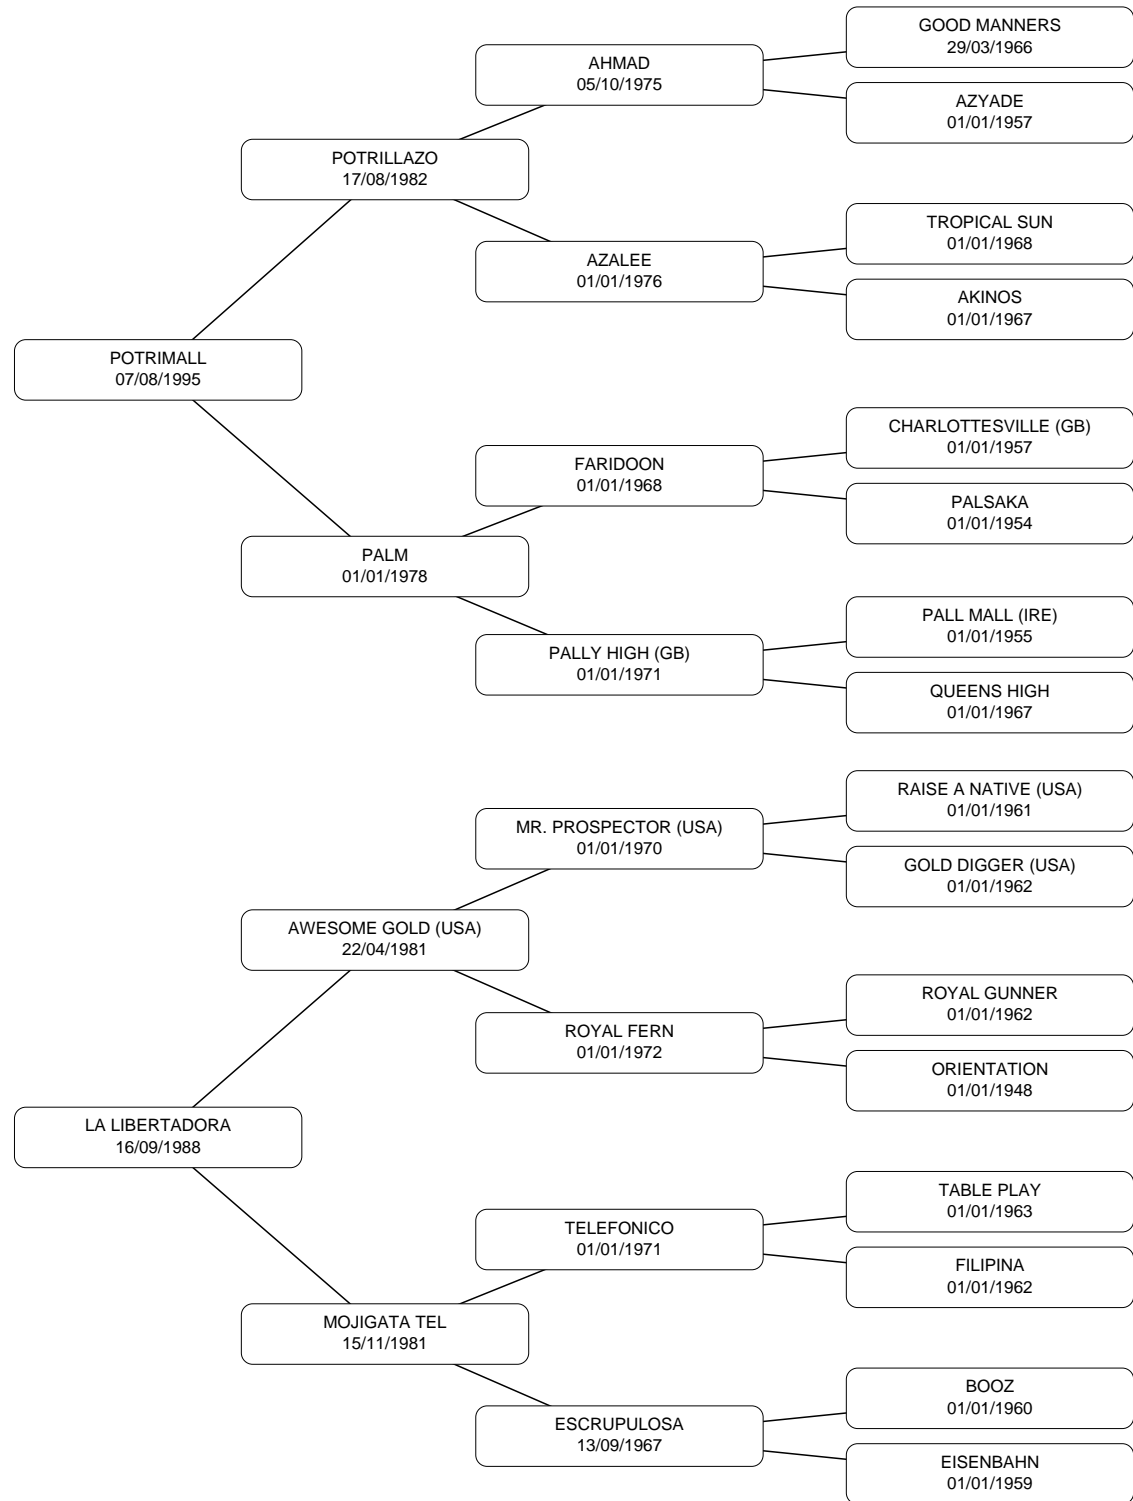 GOOD MANNERS
29/03/1966
AHMAD
05/10/1975
AZYADE
01/01/1957
POTRILLAZO
17/08/1982
TROPICAL SUN
01/01/1968
AZALEE
01/01/1976
AKINOS
01/01/1967
POTRIMALL
07/08/1995
CHARLOTTESVILLE (GB)
01/01/1957
FARIDOON
01/01/1968
PALSAKA
01/01/1954
PALM
01/01/1978
PALL MALL (IRE)
01/01/1955
PALLY HIGH (GB)
01/01/1971
QUEENS HIGH
01/01/1967
RAISE A NATIVE (USA)
01/01/1961
MR. PROSPECTOR (USA)
01/01/1970
GOLD DIGGER (USA)
01/01/1962
AWESOME GOLD (USA)
22/04/1981
ROYAL GUNNER
01/01/1962
ROYAL FERN
01/01/1972
ORIENTATION
01/01/1948
LA LIBERTADORA
16/09/1988
TABLE PLAY
01/01/1963
TELEFONICO
01/01/1971
FILIPINA
01/01/1962
MOJIGATA TEL
15/11/1981
BOOZ
01/01/1960
ESCRUPULOSA
13/09/1967
EISENBAHN
01/01/1959